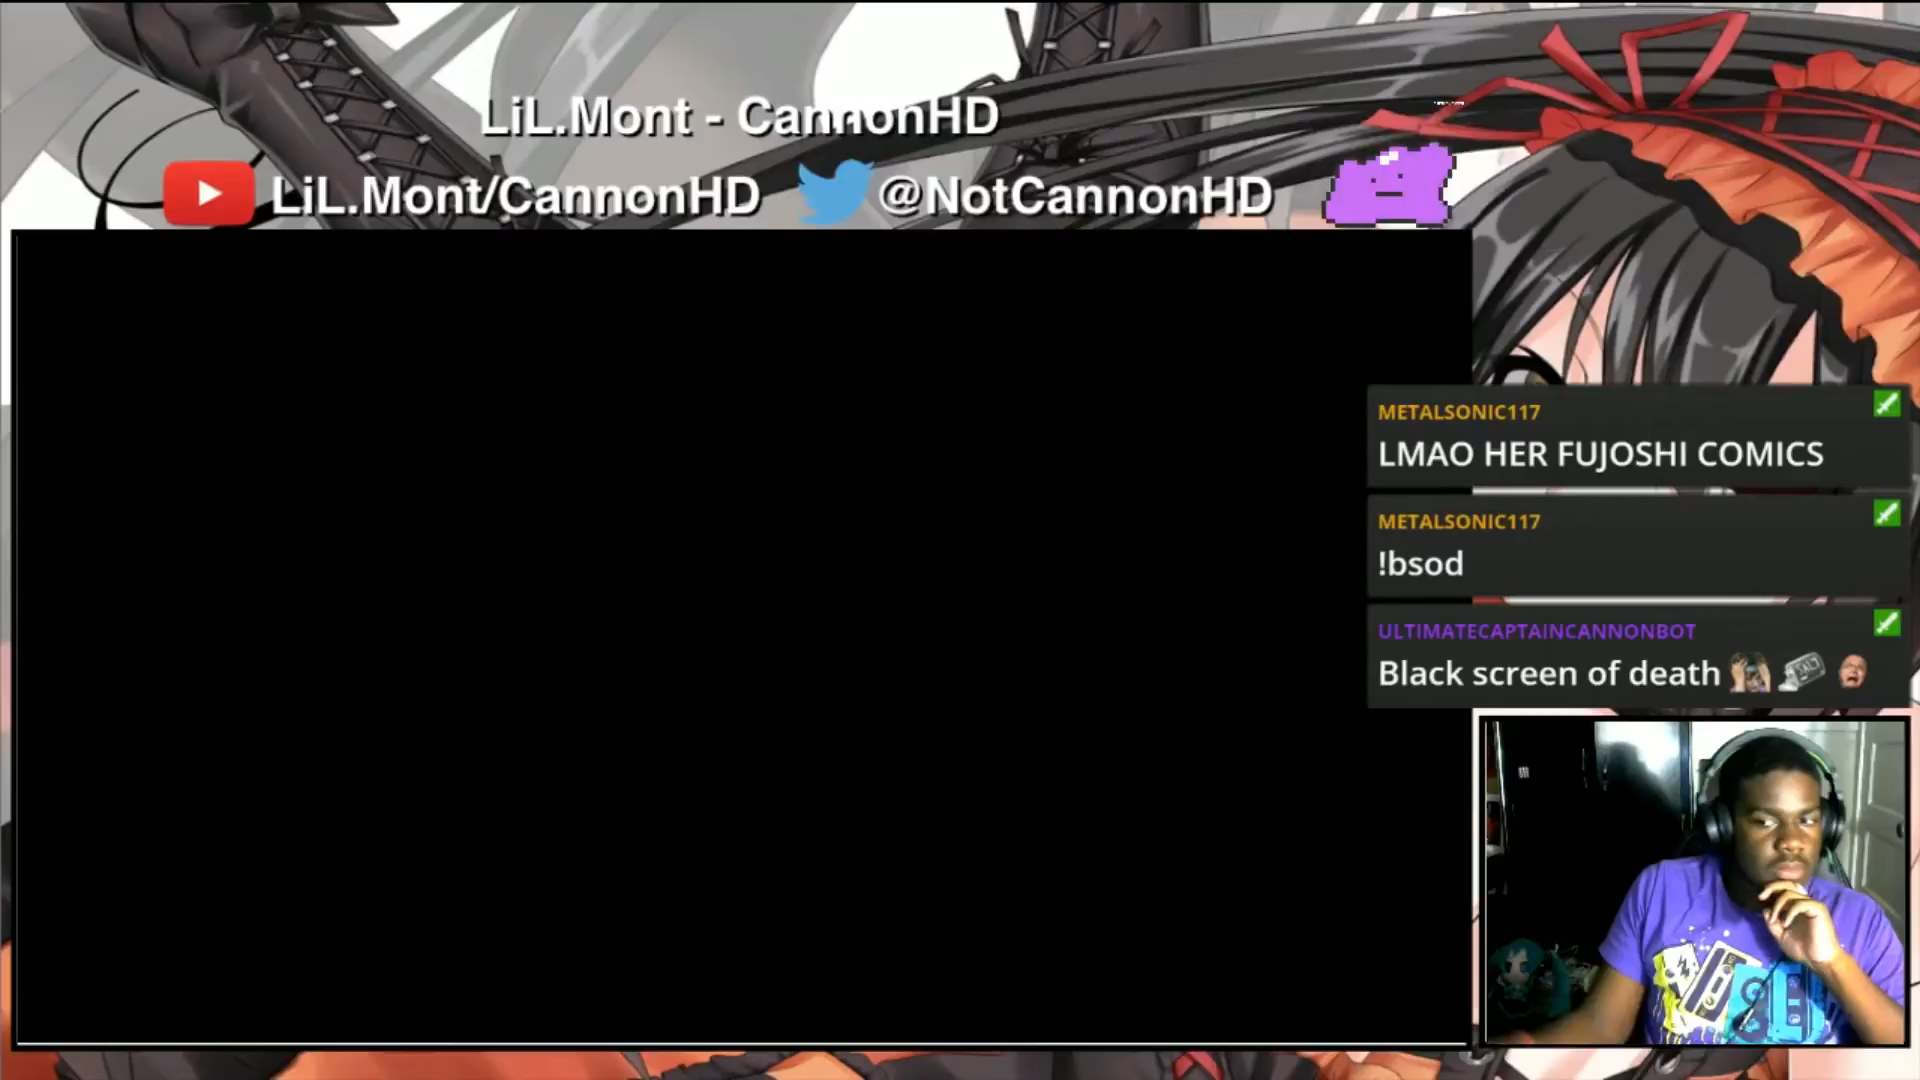 LiL.Mont - CannonHD
LiL.Mont/CannonHD
@NotCannonHD
METALSONIC117
LMAO HER FUJOSHI COMICS
METALSONIC117
!bsod
ULTIMATECAPTAINCANNONBOT
Black screen of death
SALT